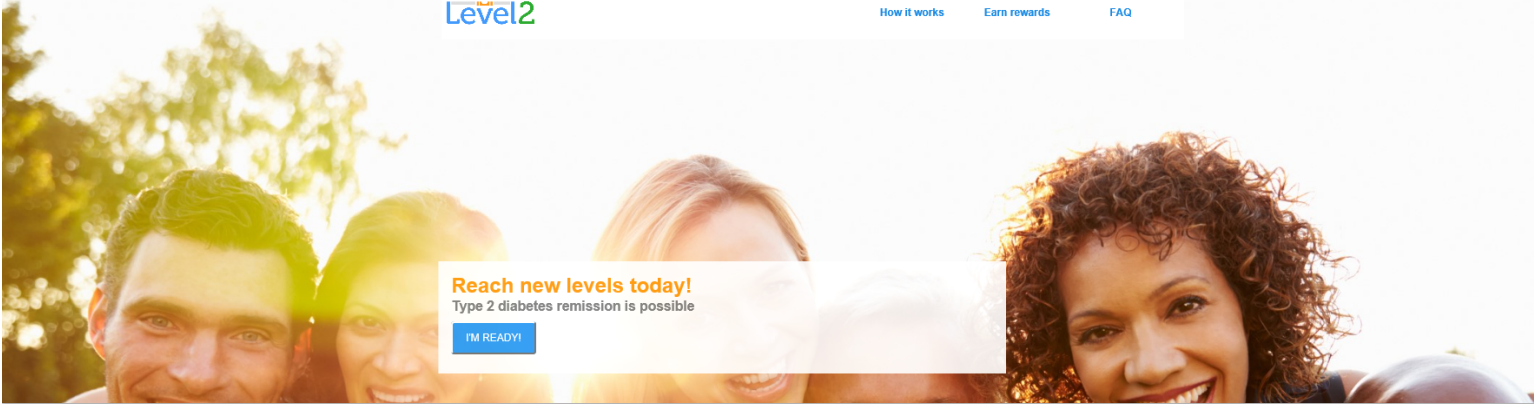 Level2
How it works
Earn rewards
FAQ
Reach new levels today!
Type 2 diabetes remission is possible
I'M READY!